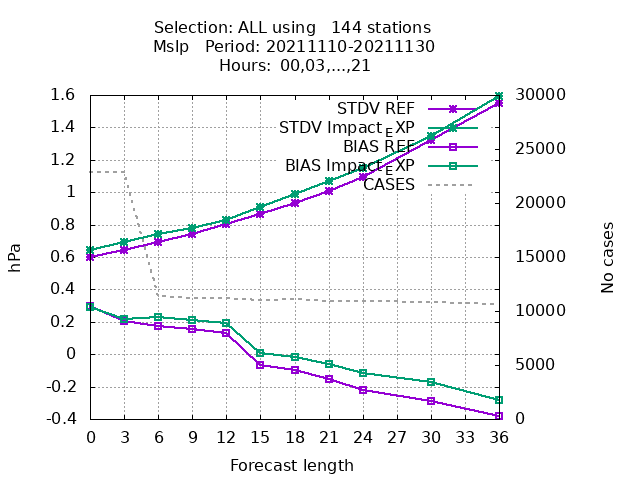 Selection: ALL using   144 stations
Mslp   Period: 20211110-20211130
Hours: 00,03,...,21
STDV REF
STDV Impact_EXP
BIAS REF
BIAS Impact_EXP
CASES
1.6
1.4
1.2
1
0.8
0.6
0.4
0.2
0
-0.2
-0.4
hPa
30000
25000
20000
15000
10000
5000
0
No cases
0 3 6 9 12 15 18 21 24 27 30 33 36
Forecast length